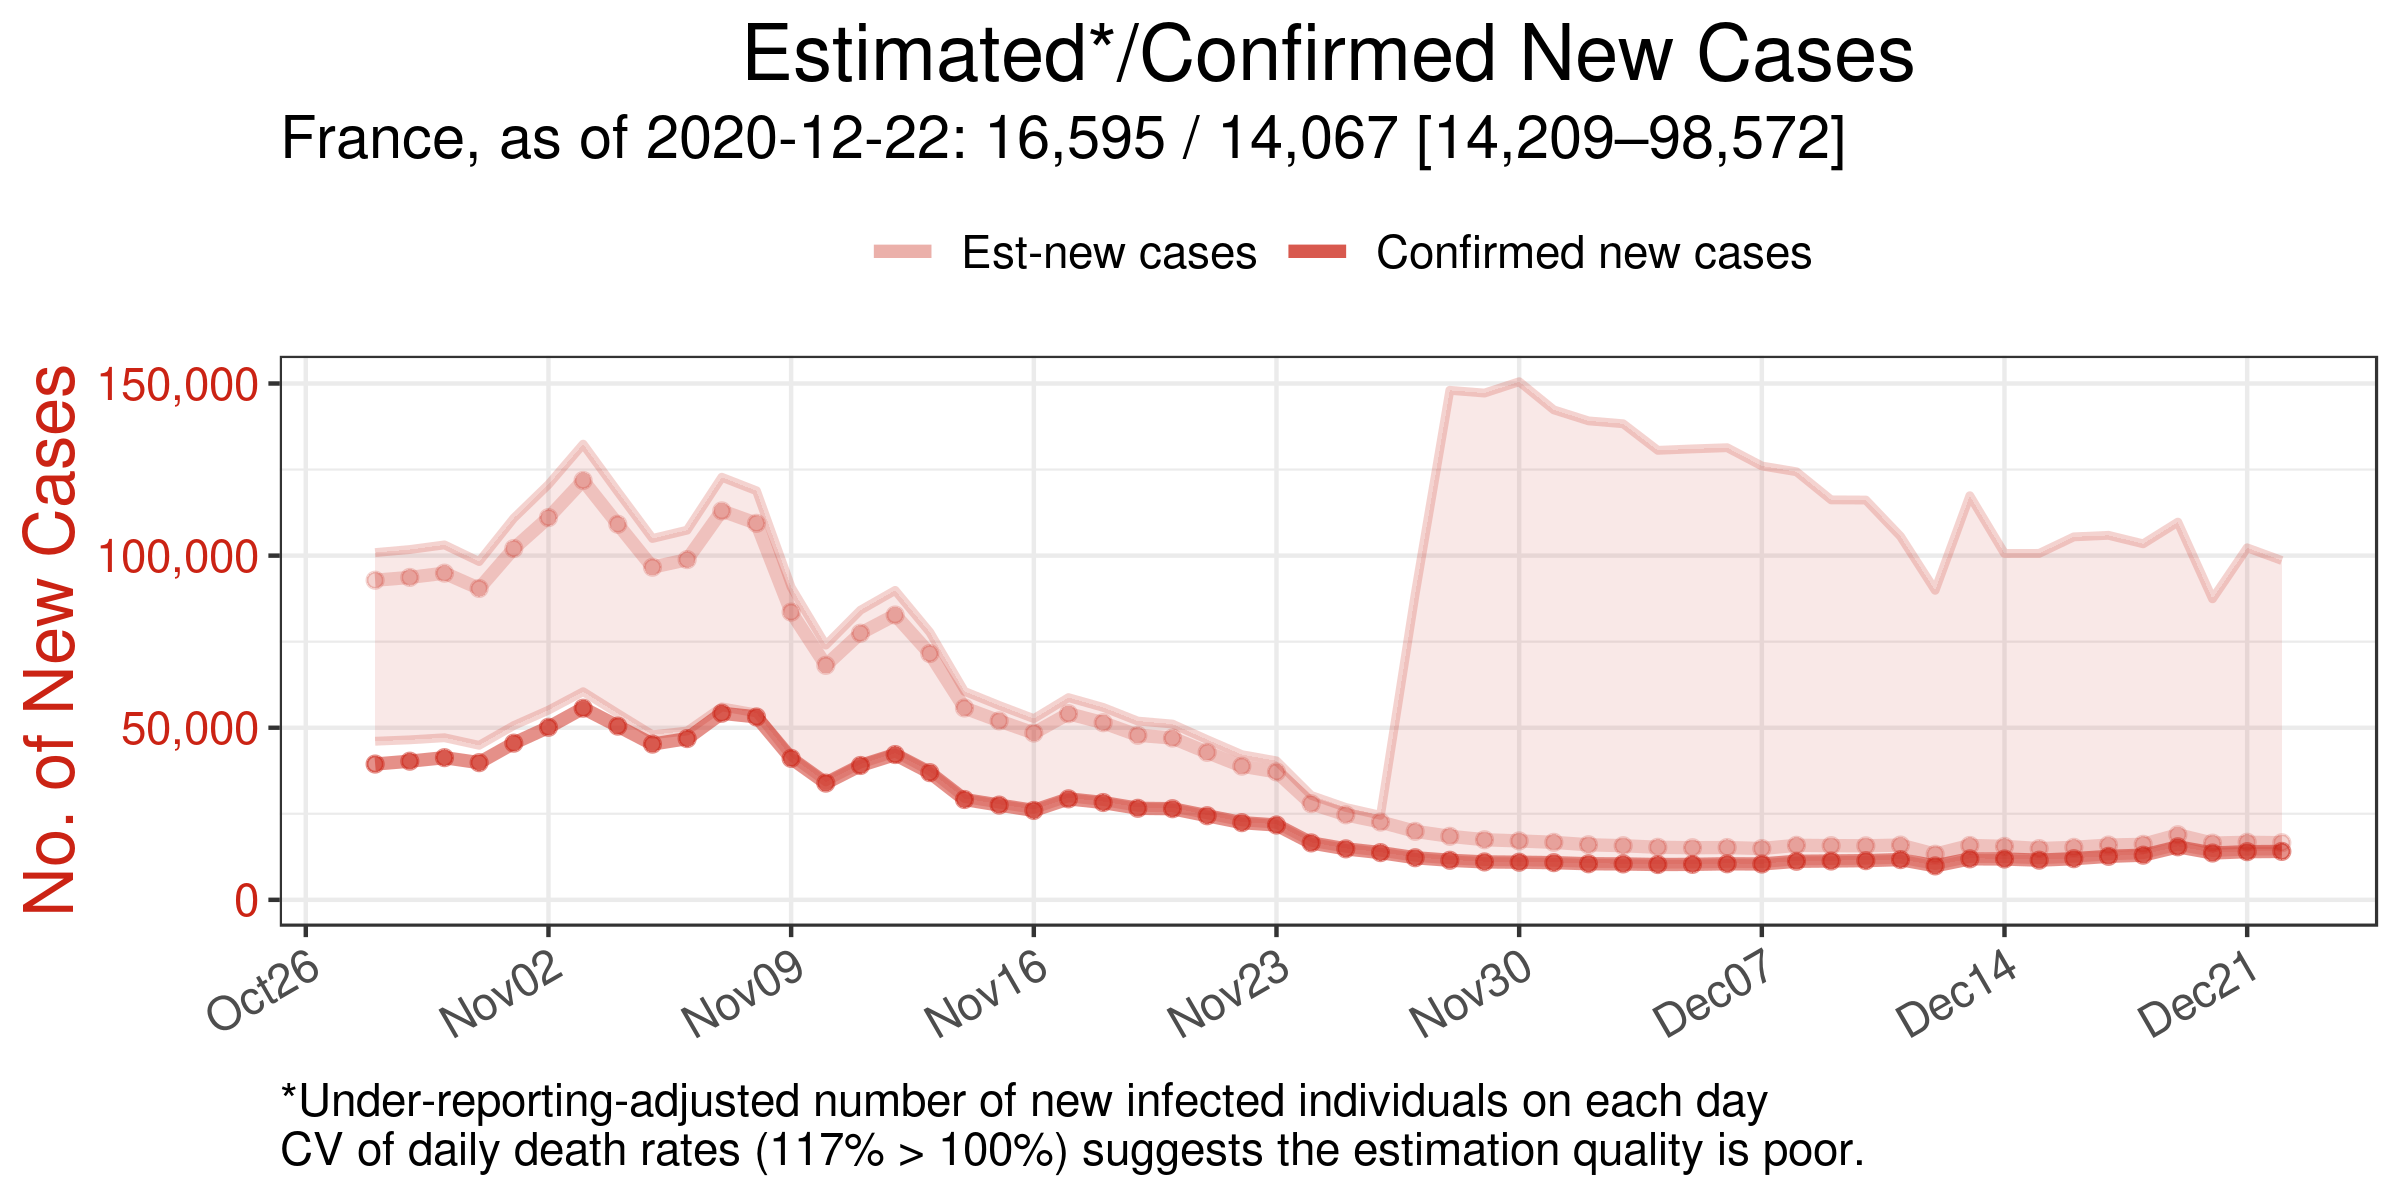 Estimated*/Confirmed New Cases
France, as of 2020-12-22: 16,595 / 14,067 [14,209–98,572]
Est-new cases
Confirmed new cases
No. of New Cases
150,000
100,000
50,000
0
Oct26
Nov02
Nov09
Nov16
Nov23
Nov30
Dec07
Dec14
Dec21
*Under-reporting-adjusted number of new infected individuals on each day
CV of daily death rates (117% > 100%) suggests the estimation quality is poor.